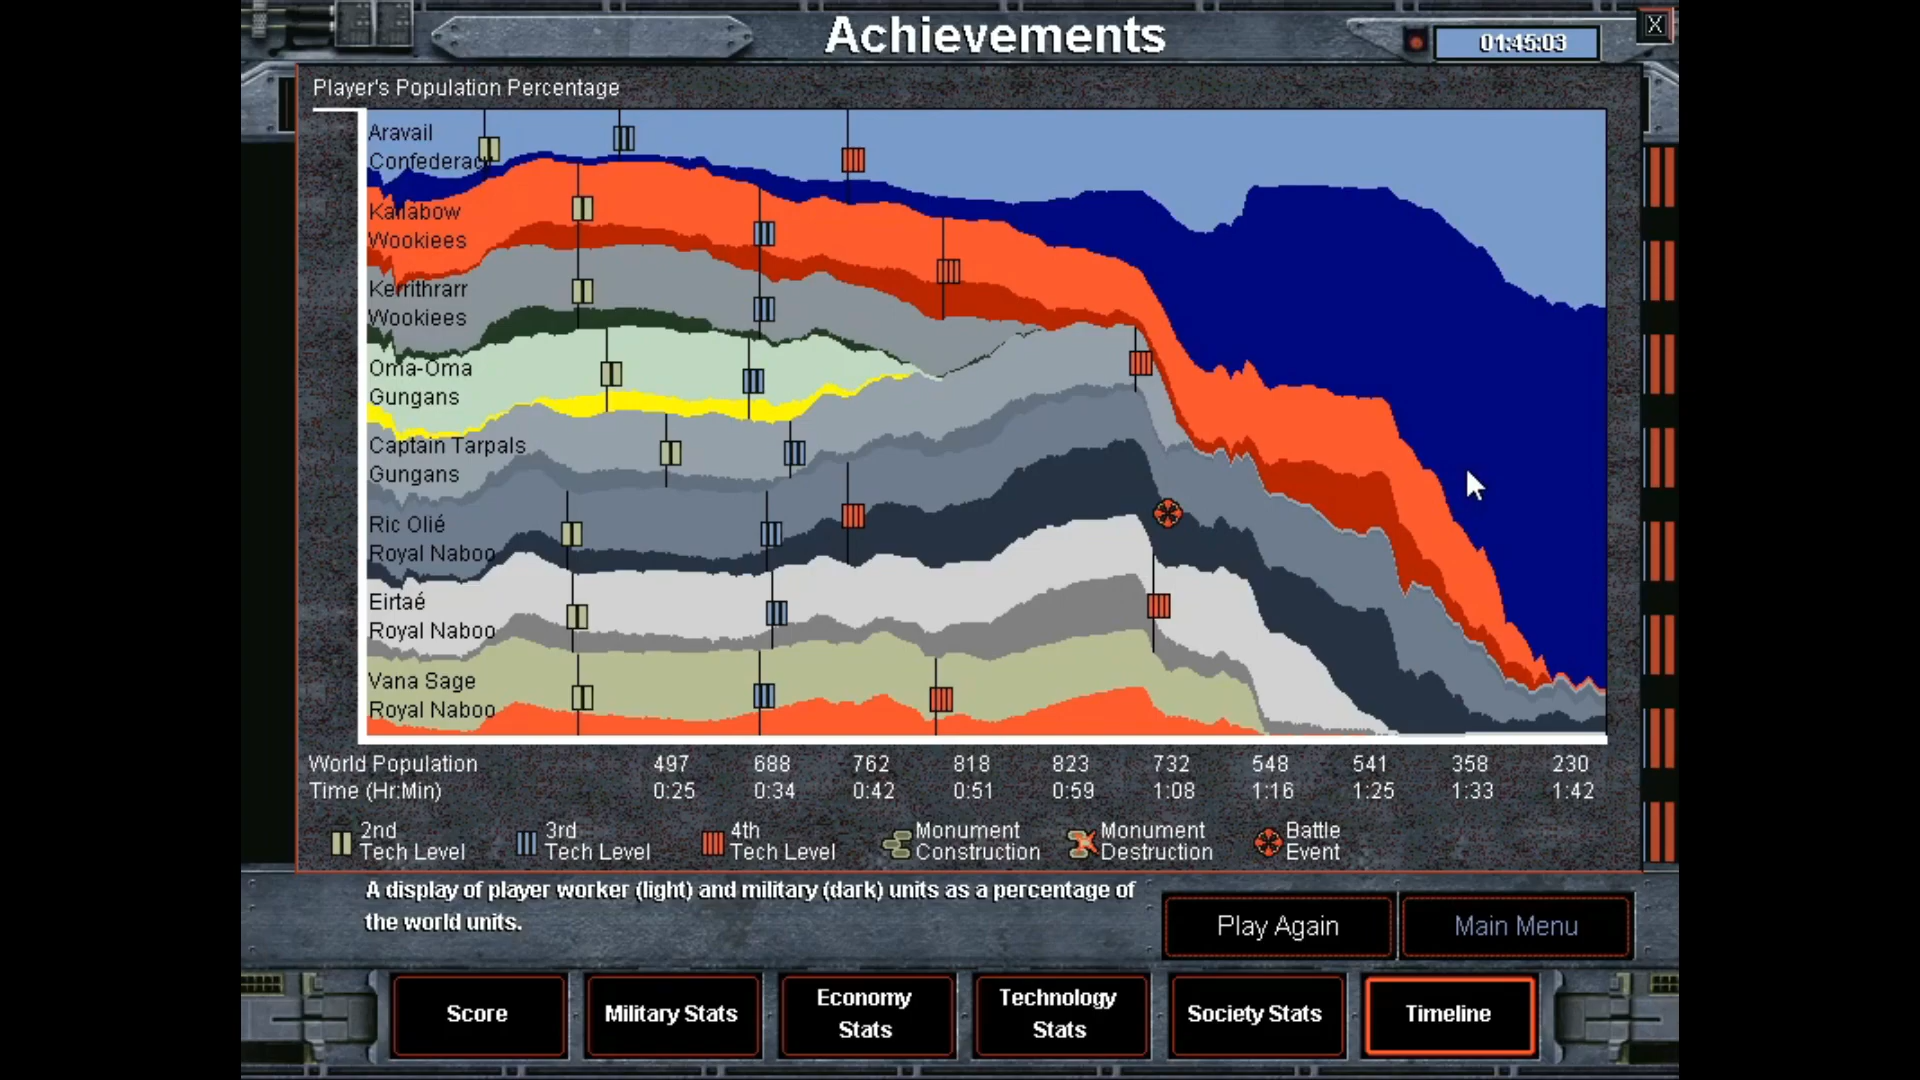 Achievements
01:45:03
X
Player's Population Percentage
Aravail
Confederacy
Kallabow
Wookiees
Kerrithrarr
Wookiees
Oma-Oma
Gungans
Captain Tarpals
Gungans
Ric Olié
Royal Naboo
Eirtaé
Royal Naboo
Vana Sage
Royal Naboo
World Population 497 688 762 818 823 732 548 541 358 230
Time (Hr:Min) 0:25 0:34 0:42 0:51 0:59 1:08 1:16 1:25 1:33 1:42
2nd
Tech Level
3rd
Tech Level
4th
Tech Level
Monument
Construction
Monument
Destruction
Battle
Event
A display of player worker (light) and military (dark) units as a percentage of
the world units.
Play Again
Main Menu
Score
Military Stats
Economy
Stats
Technology
Stats
Society Stats
Timeline